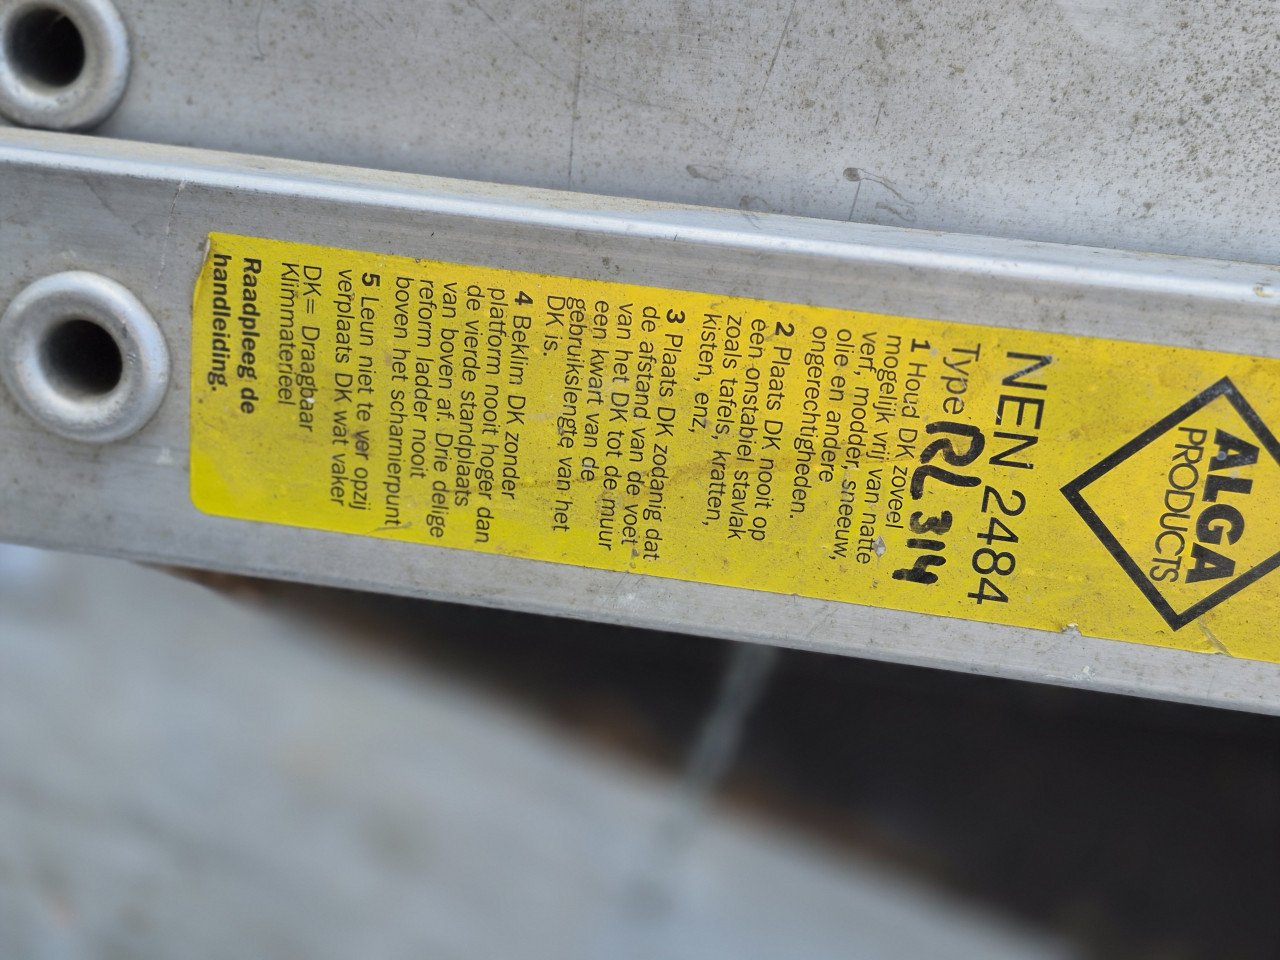 ALGA
PRODUCTS
NEN 2484
Type RL 314
1 Houd DK zoveel
mogelijk vrij van natte
verf, modder, sneeuw,
olie en andere
ongerechtigheden.
2 Plaats DK nooit op
een onstabiel stavlak
zoals tafels, kratten,
kisten, enz,
3 Plaats DK zodanig dat
de afstand van de voet
van het DK tot de muur
een kwart van de
gebruikslengte van het
DK is.
4 Beklim DK zonder
platform nooit hoger dan
de vierde standplaats
van boven af. Drie delige
reform ladder nooit
boven het scharnierpunt
5 Leun niet te ver opzij
verplaats DK wat vaker
DK= Draagbaar
Klimmaterieel
Raadpleeg de
handleiding.